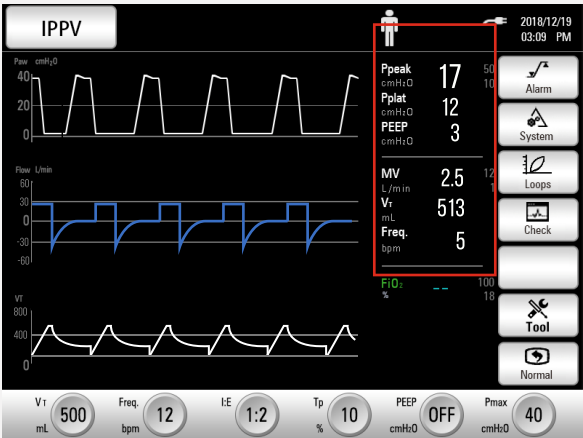 IPPV
2018/12/19
03:09 PM
Paw cmH₂O
40
20
0
Flow L/min
60
30
0
-30
-60
VT
800
400
0
Ppeak
cmH₂O
17
50
10
Pplat
cmH₂O
12
PEEP
cmH₂O
3
MV
L/min
2.5
12
1
VT
mL
513
Freq.
bpm
5
FiO₂
%
--
100
18
Alarm
System
Loops
Check
Tool
Normal
VT
mL
500
Freq.
bpm
12
I:E
1:2
Tp
%
10
PEEP
cmH₂O
OFF
Pmax
cmH₂O
40